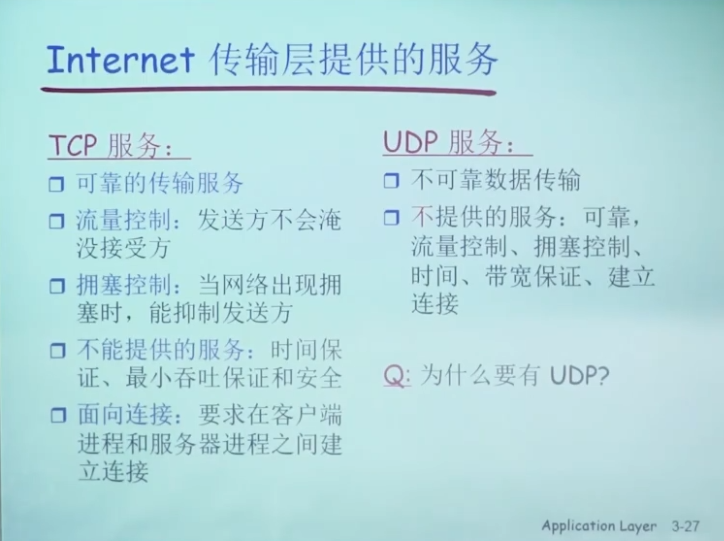 Internet 传输层提供的服务
TCP 服务：
可靠的传输服务
流量控制：发送方不会淹
没接受方
拥塞控制：当网络出现拥
塞时，能抑制发送方
不能提供的服务：时间保
证、最小吞吐保证和安全
面向连接：要求在客户端
进程和服务器进程之间建
立连接
UDP 服务：
不可靠数据传输
不提供的服务：可靠，
流量控制、拥塞控制、
时间、带宽保证、建立
连接
Q: 为什么要有 UDP?
Application Layer 3-27